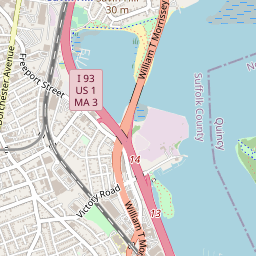 30 m
William T Morrissey
Freeport Street
orchester Avenue
I 93
US 1
MA 3
Suffolk County
Quincy
14
Victory Road
13
William T Mo